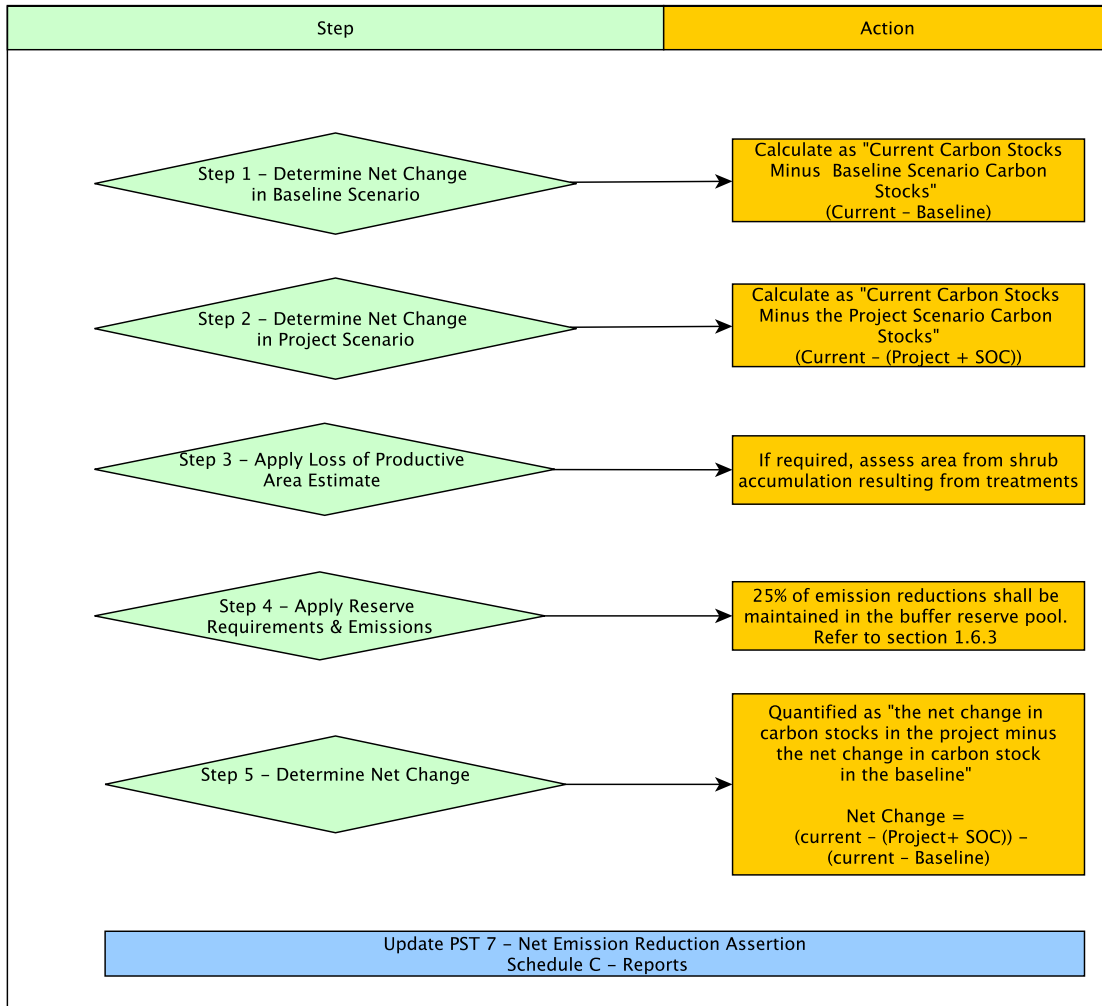 Step
Action
Step 1 – Determine Net Change
in Baseline Scenario
Calculate as "Current Carbon Stocks
Minus  Baseline Scenario Carbon
Stocks"
(Current – Baseline)
Step 2 – Determine Net Change
in Project Scenario
Calculate as "Current Carbon Stocks
Minus the Project Scenario Carbon
Stocks"
(Current – (Project + SOC))
Step 3 – Apply Loss of Productive
Area Estimate
If required, assess area from shrub
accumulation resulting from treatments
Step 4 – Apply Reserve
Requirements & Emissions
25% of emission reductions shall be
maintained in the buffer reserve pool.
Refer to section 1.6.3
Step 5 – Determine Net Change
Quantified as "the net change in
carbon stocks in the project minus
the net change in carbon stock
in the baseline"
Net Change =
(current – (Project+ SOC)) –
(current – Baseline)
Update PST 7 – Net Emission Reduction Assertion
Schedule C – Reports